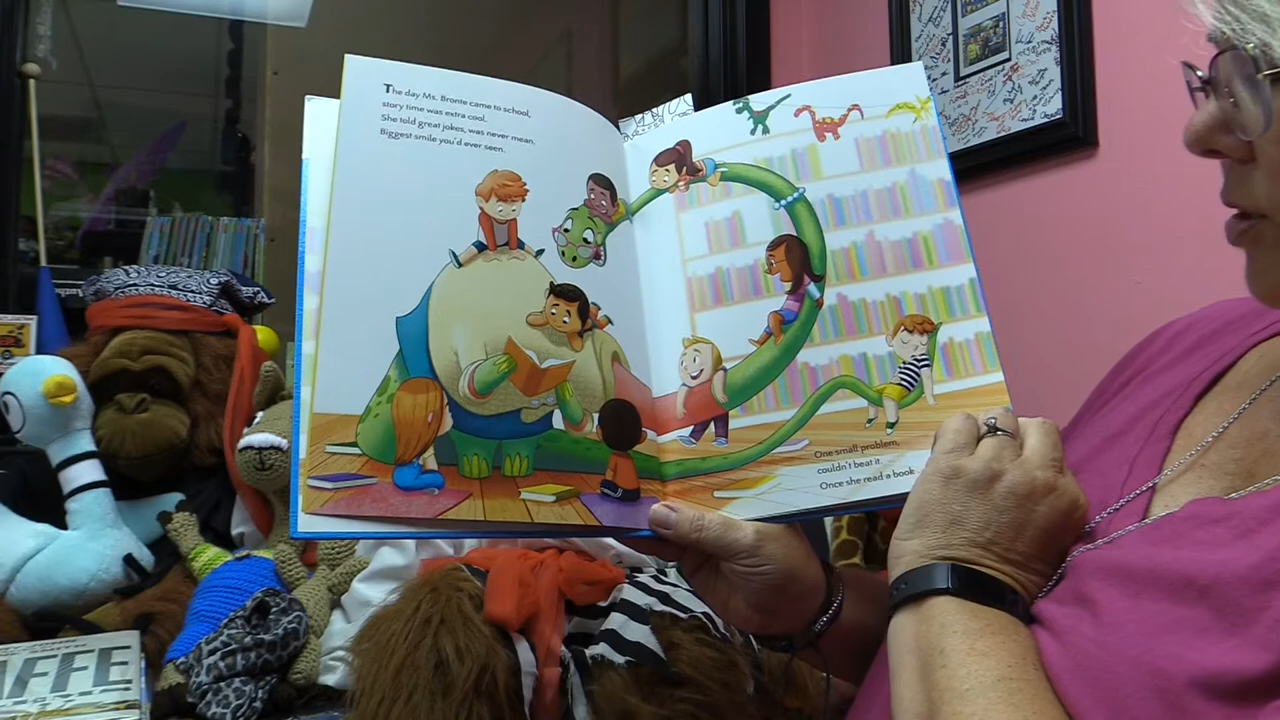 The day Ms. Bronte came to school,
story time was extra cool.
She told great jokes, was never mean.
Biggest smile you'd ever seen.
One small problem,
couldn't beat it.
Once she read a book
AFFE